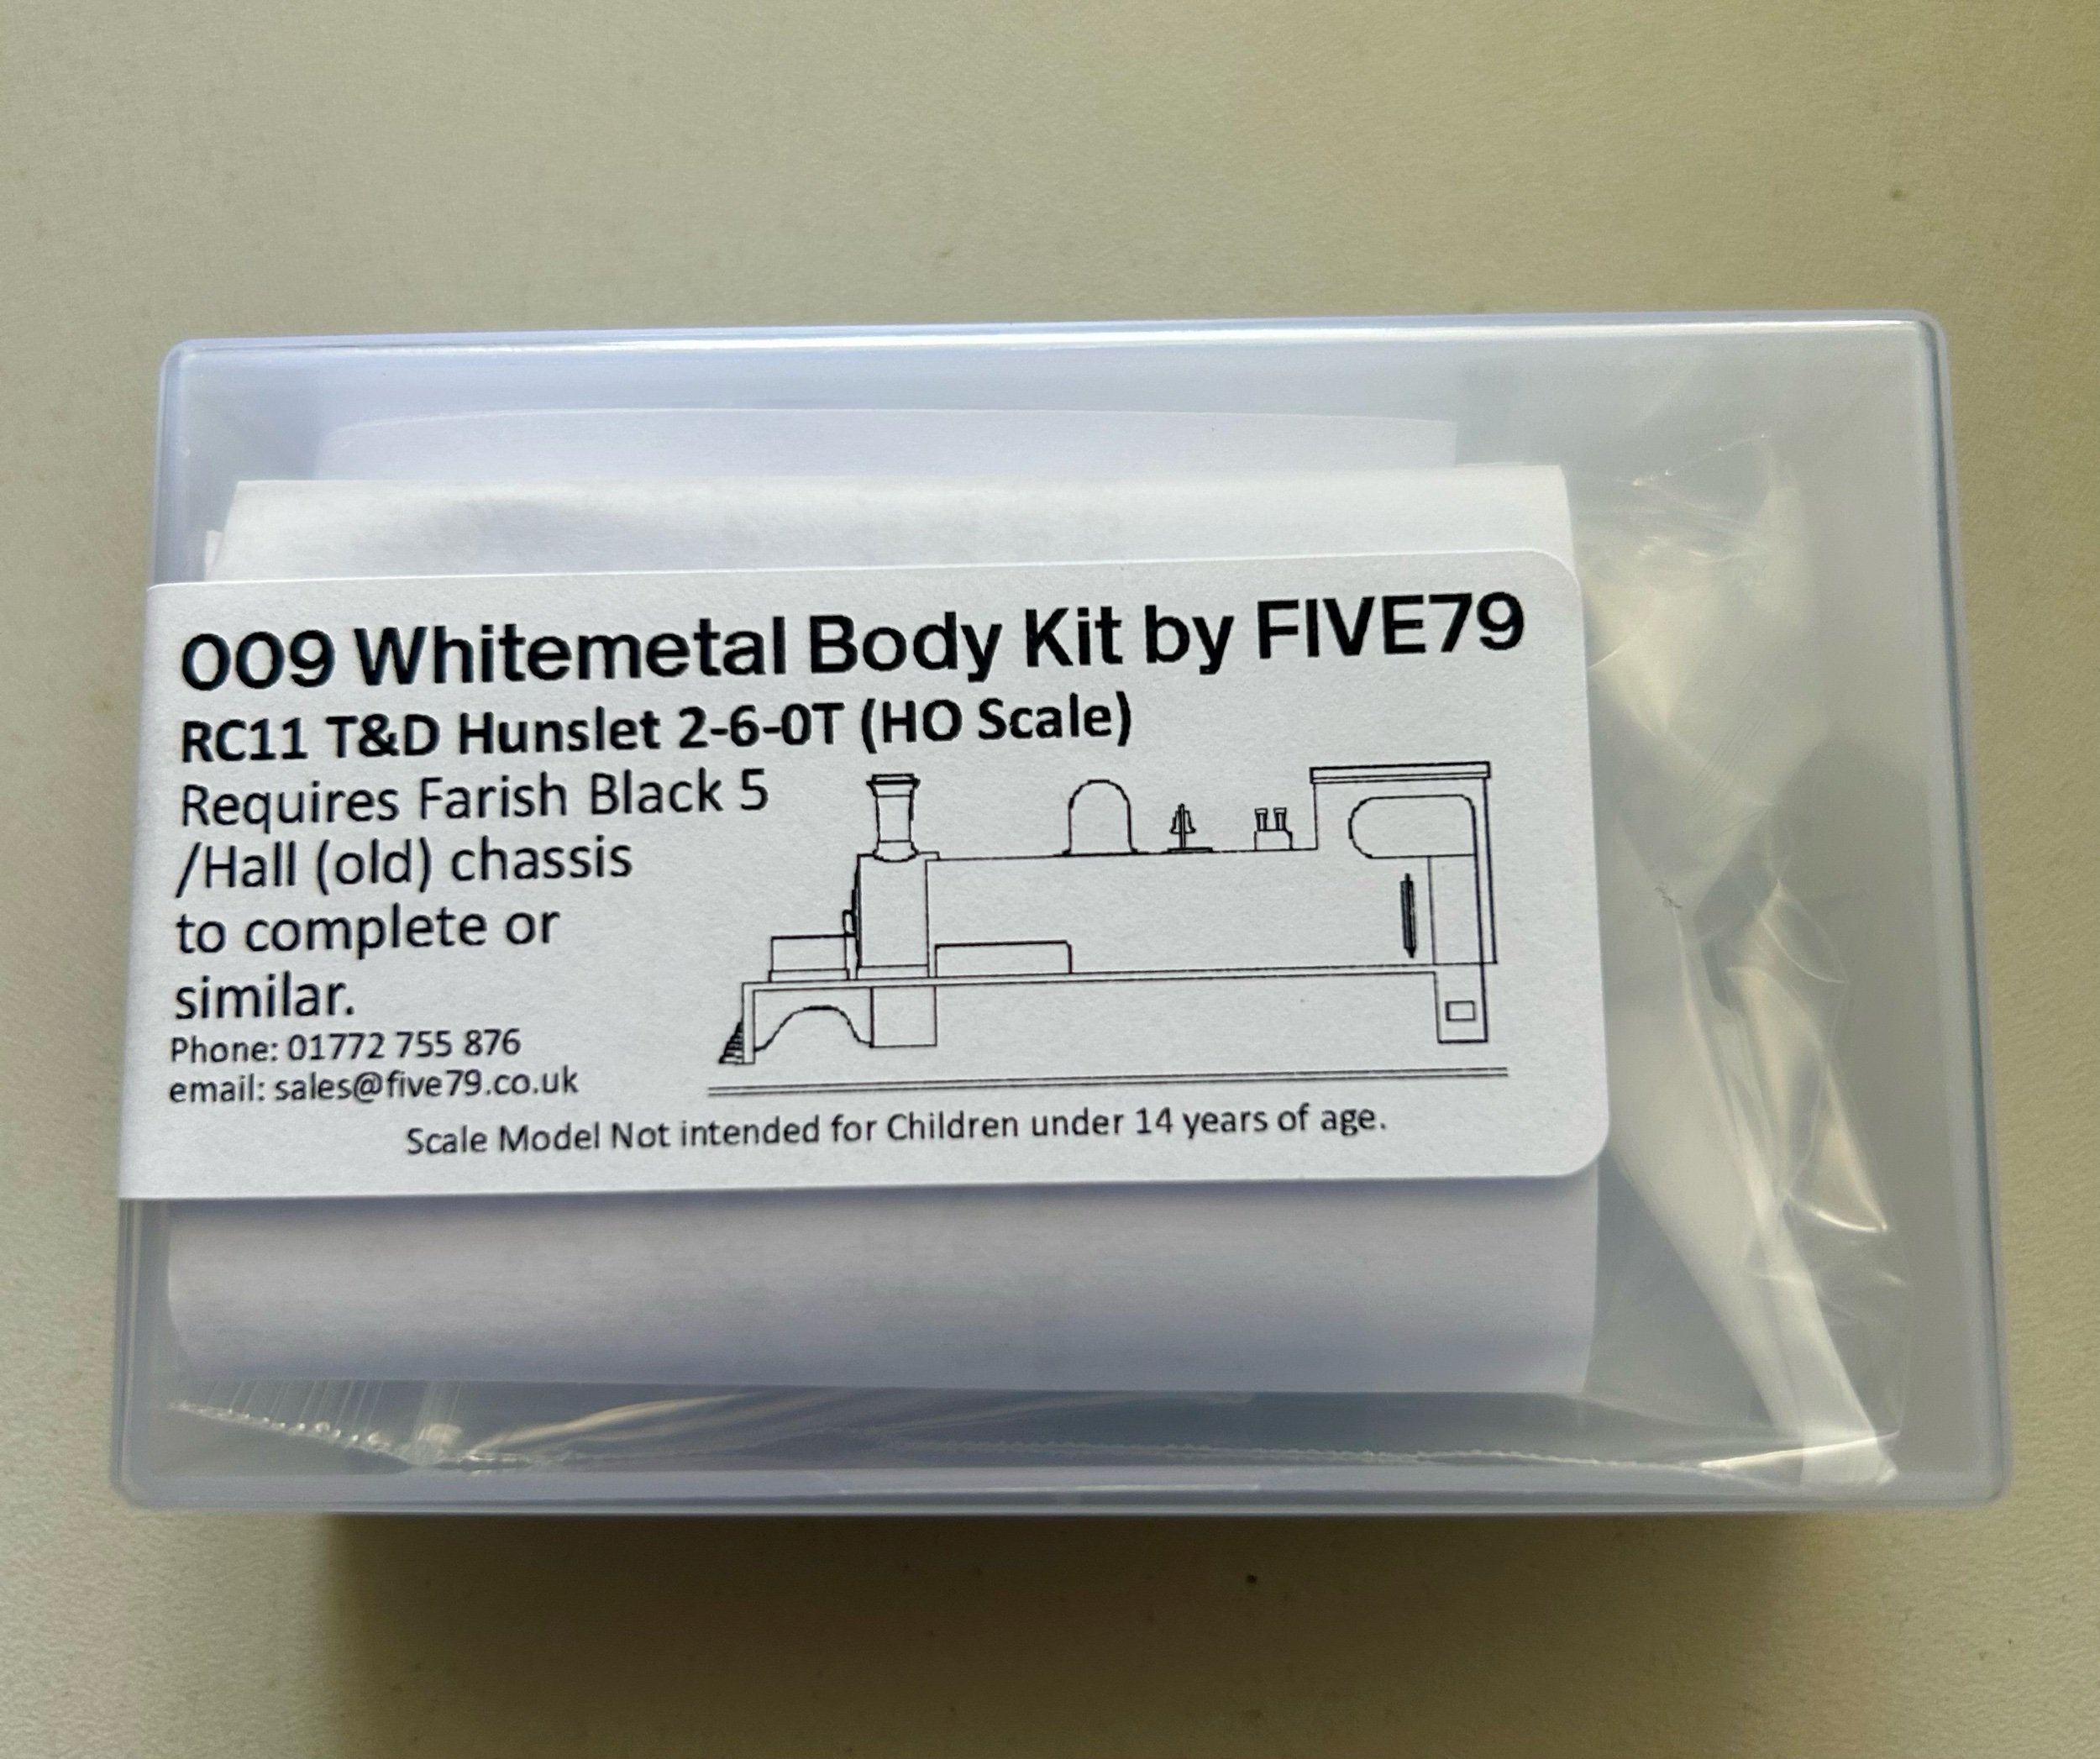 009 Whitemetal Body Kit by FIVE79
RC11 T&D Hunslet 2-6-0T (HO Scale)
Requires Farish Black 5
/Hall (old) chassis
to complete or
similar.
Phone: 01772 755 876
email: sales@five79.co.uk
Scale Model Not intended for Children under 14 years of age.